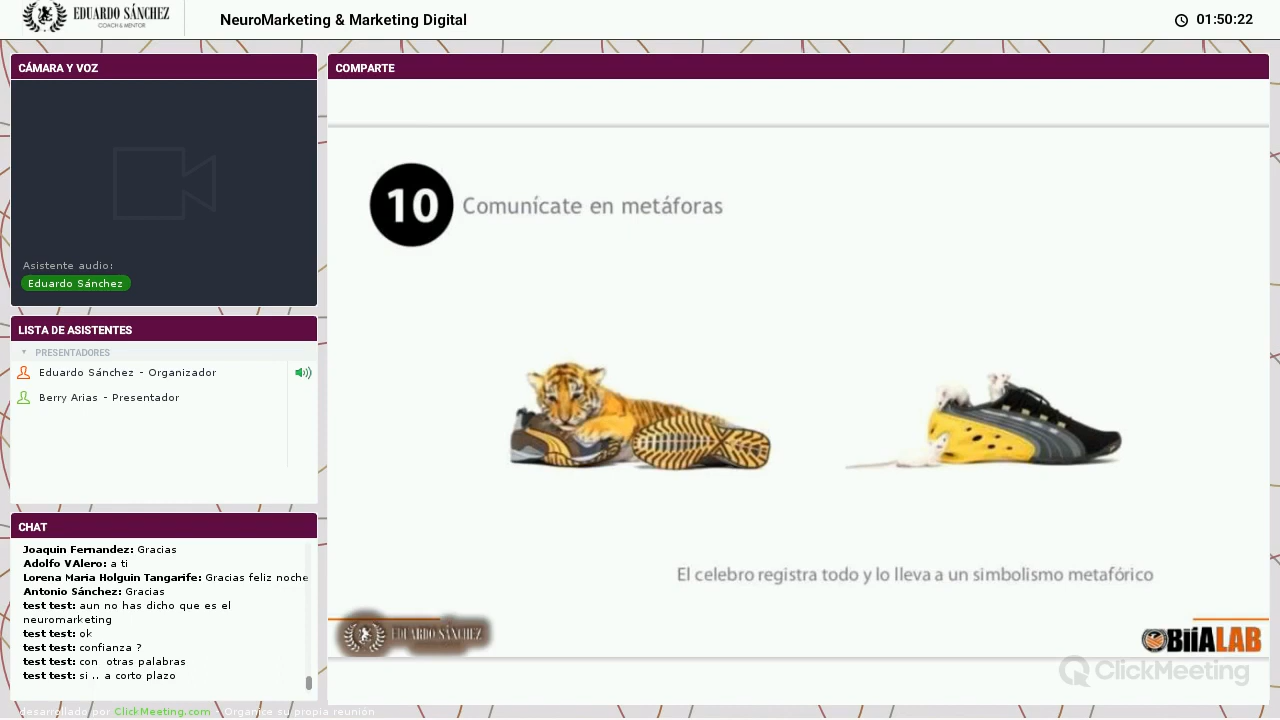 EDUARDO SÁNCHEZ
COACH & MENTOR
NeuroMarketing & Marketing Digital
01:50:22
CÁMARA Y VOZ
Asistente audio:
Eduardo Sánchez
LISTA DE ASISTENTES
PRESENTADORES
Eduardo Sánchez - Organizador
Berry Arias - Presentador
CHAT
Joaquin Fernandez: Gracias
Adolfo VAlero: a ti
Lorena Maria Holguin Tangarife: Gracias feliz noche
Antonio Sánchez: Gracias
test test: aun no has dicho que es el
neuromarketing
test test: ok
test test: confianza ?
test test: con otras palabras
test test: si .. a corto plazo
desarrollado por ClickMeeting.com - Organice su propia reunión
COMPARTE
10
Comunícate en metáforas
El celebro registra todo y lo lleva a un simbolismo metafórico
EDUARDO SÁNCHEZ
BiiALAB
ClickMeeting